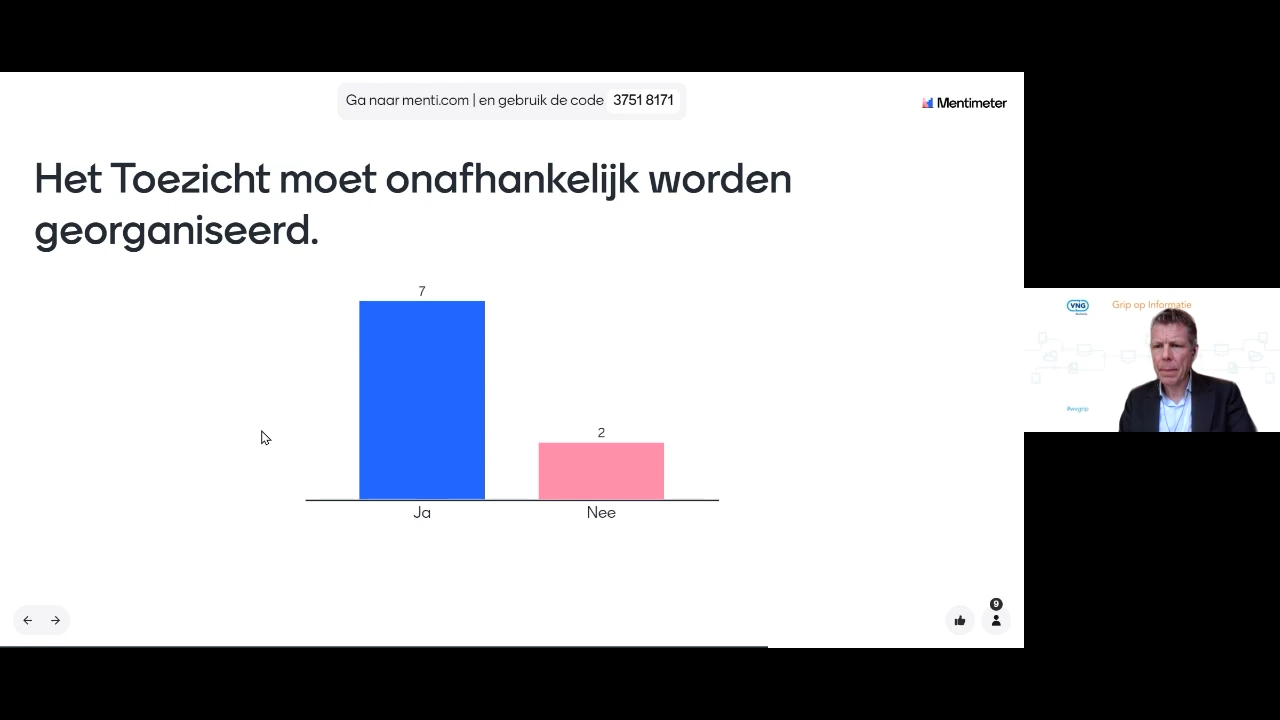 Ga naar menti.com | en gebruik de code 3751 8171
Mentimeter
Het Toezicht moet onafhankelijk worden
georganiseerd.
7
2
Ja
Nee
9
VNG
Grip op Informatie